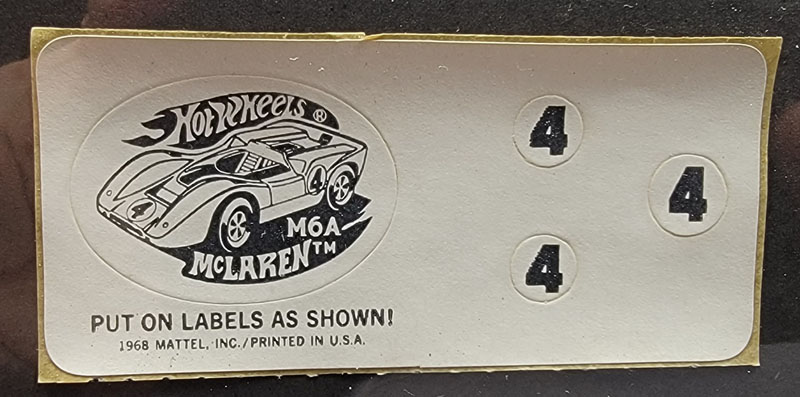 HOT WHEELS®
4
4
M6A
McLAREN™
4
4
4
PUT ON LABELS AS SHOWN!
1968 MATTEL, INC./PRINTED IN U.S.A.